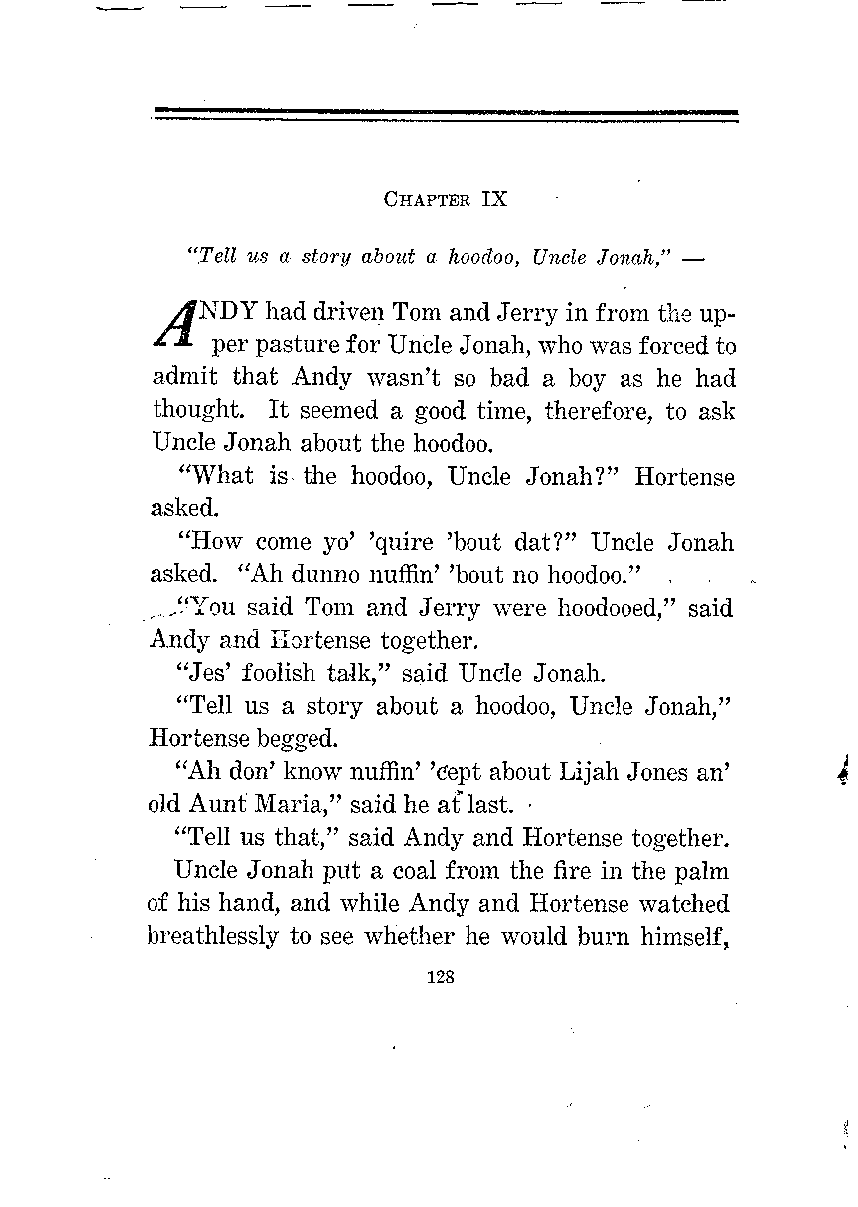 CHAPTER IX
“Tell us a story about a hoodoo, Uncle Jonah,” —
ANDY had driven Tom and Jerry in from the up-
per pasture for Uncle Jonah, who was forced to
admit that Andy wasn’t so bad a boy as he had
thought. It seemed a good time, therefore, to ask
Uncle Jonah about the hoodoo.
“What is the hoodoo, Uncle Jonah?” Hortense
asked.
“How come yo’ ’quire ’bout dat?” Uncle Jonah
asked. “Ah dunno nuffin’ ’bout no hoodoo.”
“You said Tom and Jerry were hoodooed,” said
Andy and Hortense together.
“Jes’ foolish talk,” said Uncle Jonah.
“Tell us a story about a hoodoo, Uncle Jonah,”
Hortense begged.
“Ah don’ know nuffin’ ’cept about Lijah Jones an’
old Aunt Maria,” said he at last.
“Tell us that,” said Andy and Hortense together.
Uncle Jonah put a coal from the fire in the palm
of his hand, and while Andy and Hortense watched
breathlessly to see whether he would burn himself,
128